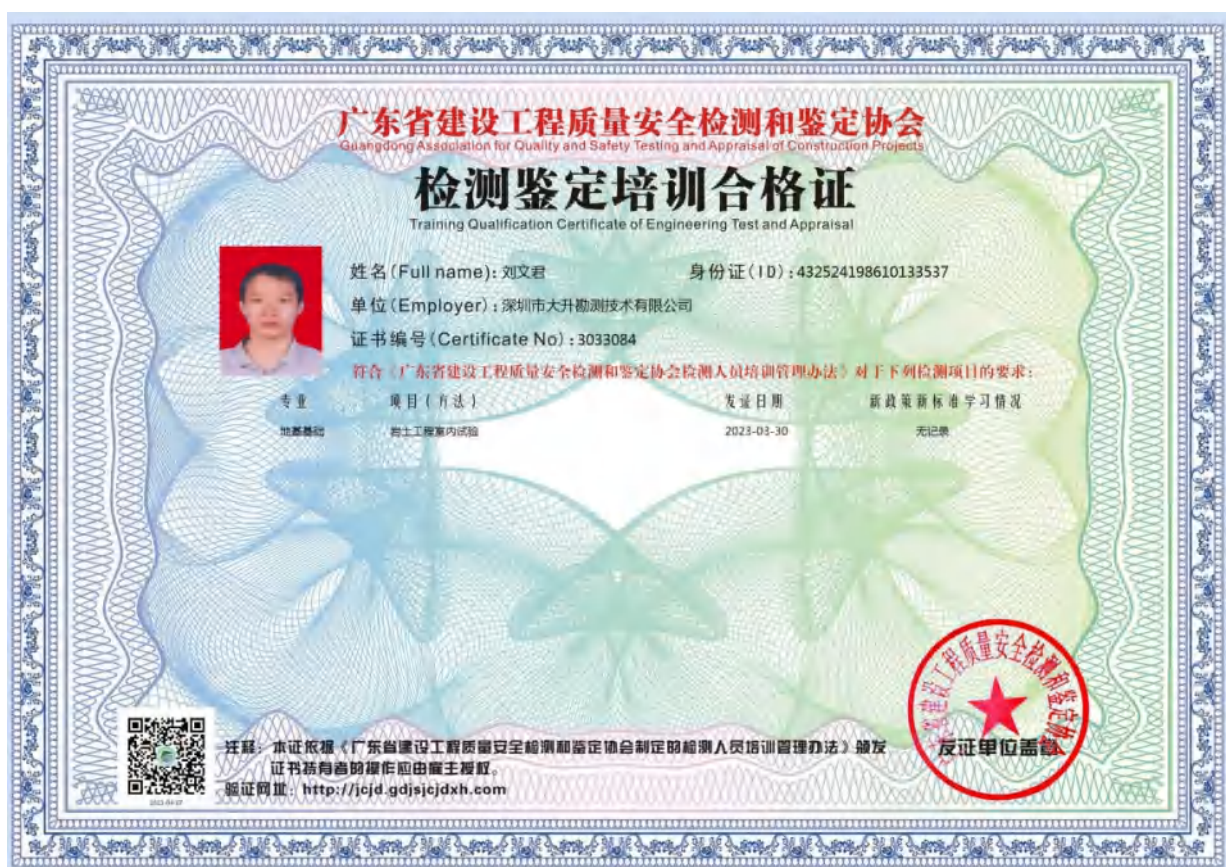 广东省建设工程质量安全检测和鉴定协会
Guangdong Association for Quality and Safety Testing and Appraisal of Construction Projects
检测鉴定培训合格证
Training Qualification Certificate of Engineering Test and Appraisal
姓名(Full name): 刘文君 身份证(ID): 432524198610133537
单位(Employer): 深圳市大升勘测技术有限公司
证书编号(Certificate No): 3033084
符合《广东省建设工程质量安全检测和鉴定协会检测人员培训管理办法》对于下列检测项目的要求:
专业 项目(方法) 发证日期 新政策新标准学习情况
地基基础 岩土工程室内试验 2023-03-30 无记录
注释: 本证依据《广东省建设工程质量安全检测和鉴定协会制定的检测人员培训管理办法》颁发
证书持有者的操作应由雇主授权。
验证网址: http://jcjd.gdjsjcjdxh.com
发证单位盖章